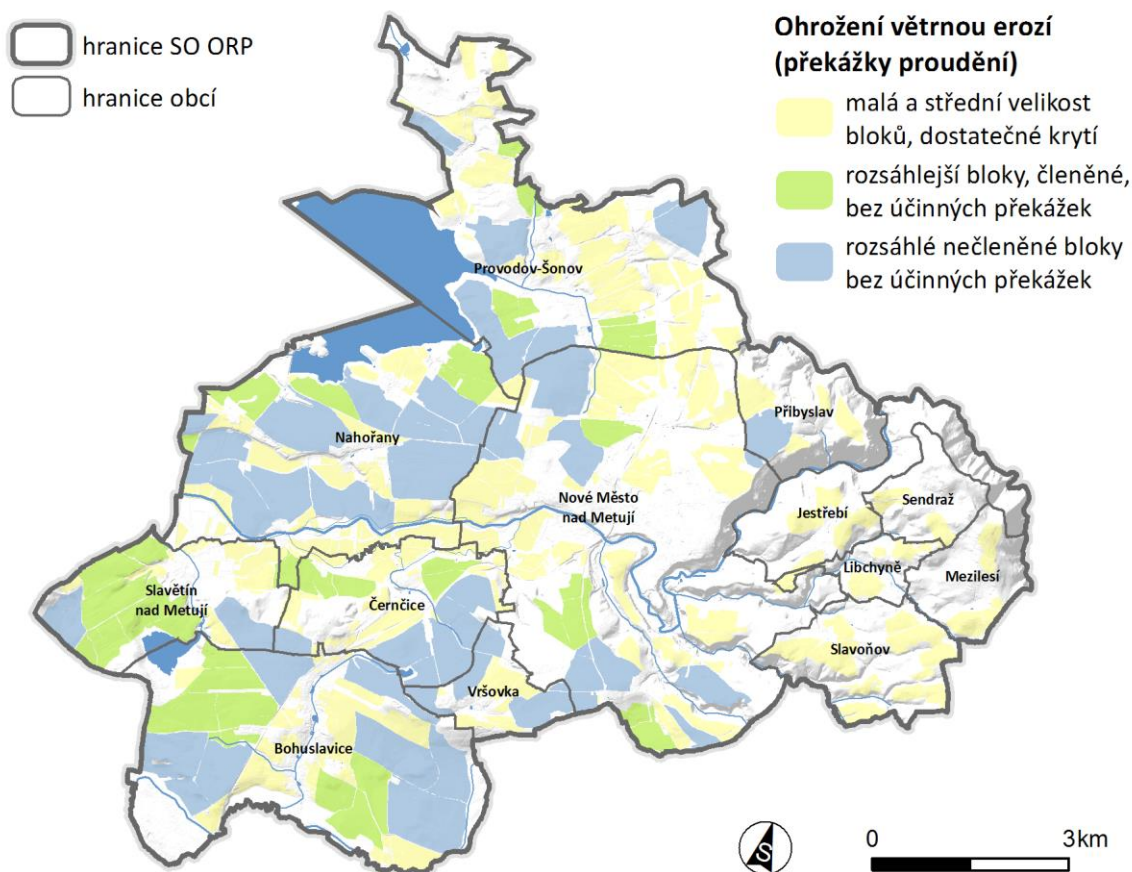 hranice SO ORP
hranice obcí
Ohrožení větrnou erozí
(překážky proudění)
malá a střední velikost
bloků, dostatečné krytí
rozsáhlejší bloky, členěné,
bez účinných překážek
rozsáhlé nečleněné bloky
bez účinných překážek
Provodov-Šonov
Přibyslav
Nahořany
Nové Město
nad Metují
Sendraž
Jestřebí
Libchyně
Mezilesí
Slavětín
nad Metují
Černčice
Slavoňov
Vršovka
Bohuslavice
S
0
3km